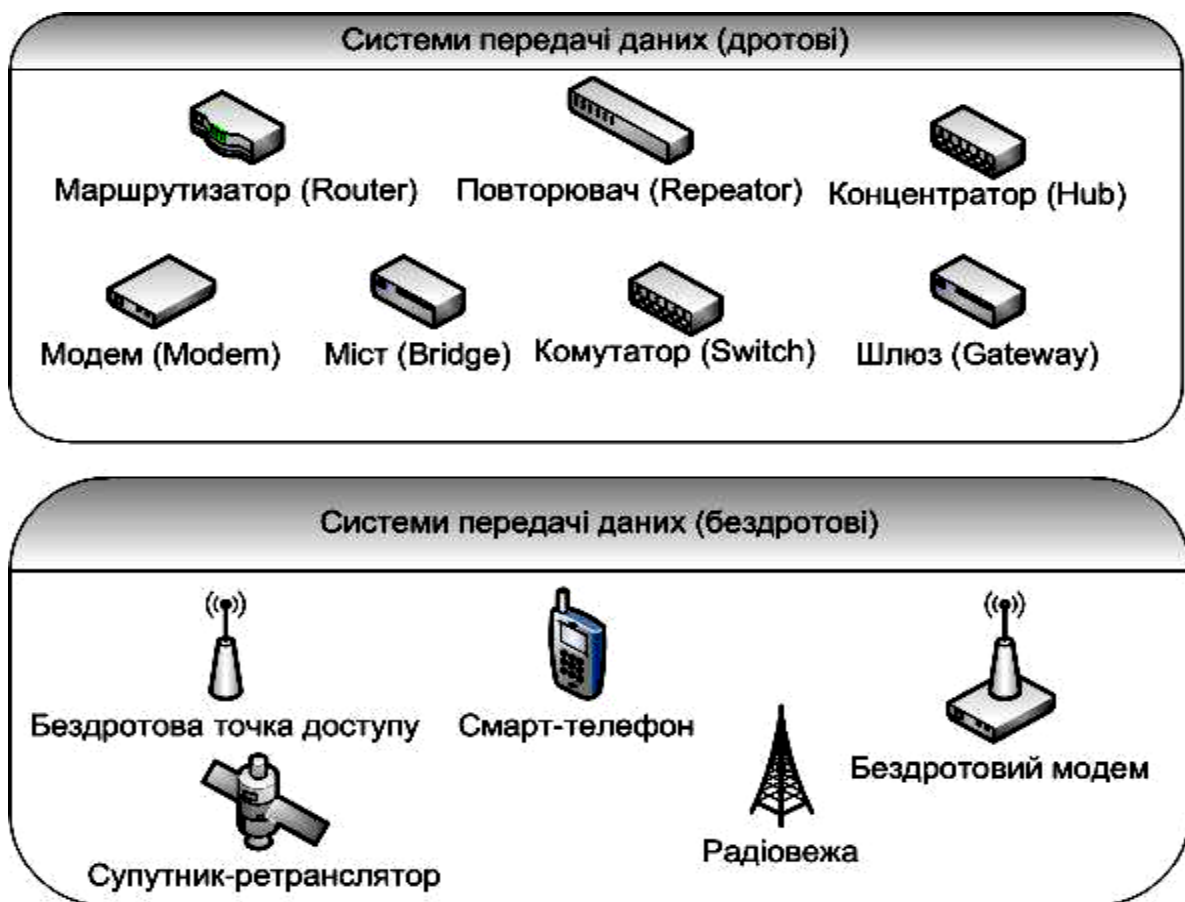 Системи передачі даних (дротові)
Маршрутизатор (Router)
Повторювач (Repeator)
Концентратор (Hub)
Модем (Modem)
Міст (Bridge)
Комутатор (Switch)
Шлюз (Gateway)
Системи передачі даних (бездротові)
Бездротова точка доступу
Смарт-телефон
Бездротовий модем
Радіовежа
Супутник-ретранслятор